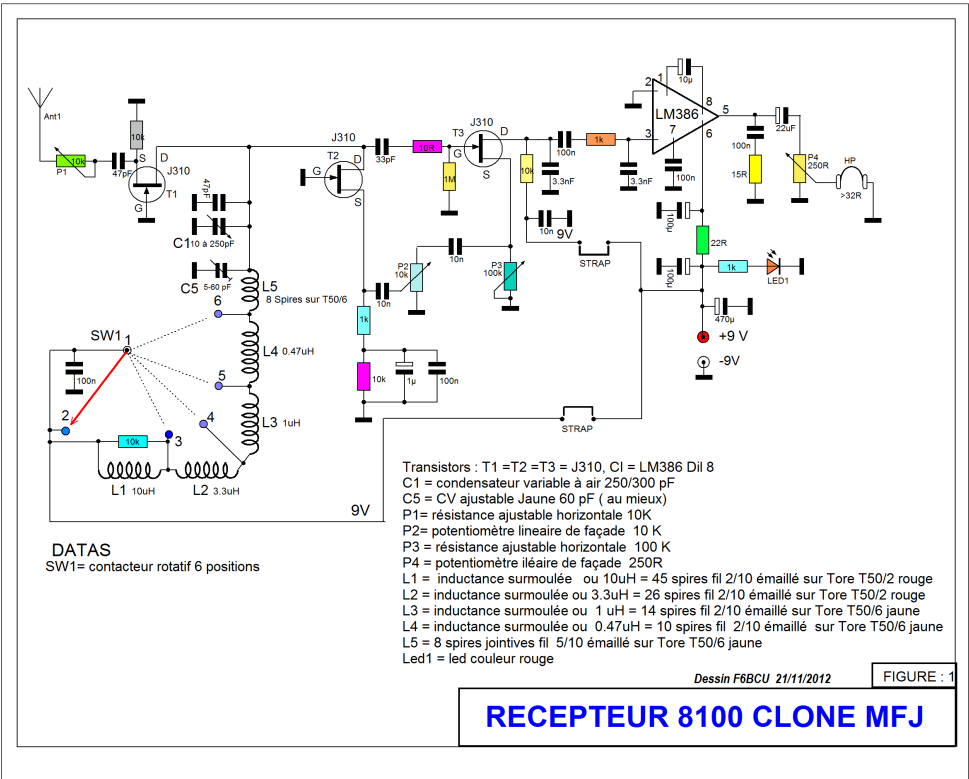 Ant1
10k
P1
47pF
10k
S
D
J310
T1
G
47pF
C1
10 à 250pF
C5
5-60 pF
L5
8 Spires sur T50/6
6
SW1
1
L4 0.47uH
5
100n
2
4
L3 1uH
10k
3
L1 10uH
L2 3.3uH
J310
T2
D
G
S
33pF
10R
1M
T3
J310
D
G
S
10n
P2
10k
10n
P3
100k
1k
10k
1µ
100n
10k
100n
3.3nF
1k
3.3nF
10n
9V
STRAP
10µ
2
1
LM386
8
3
7
6
5
100n
22uF
100n
15R
P4
250R
HP
>32R
100µ
22R
100µ
1k
LED1
470µ
+9 V
-9V
STRAP
9V
Transistors : T1 =T2 =T3 = J310, CI = LM386 Dil 8
C1 = condensateur variable à air 250/300 pF
C5 = CV ajustable Jaune 60 pF ( au mieux)
P1= résistance ajustable horizontale 10K
P2= potentiomètre lineaire de façade 10 K
P3 = résistance ajustable horizontale 100 K
P4 = potentiomètre iléaire de façade 250R
L1 = inductance surmoulée ou 10uH = 45 spires fil 2/10 émaillé sur Tore T50/2 rouge
L2 = inductance surmoulée ou 3.3uH = 26 spires fil 2/10 émaillé sur Tore T50/2 rouge
L3 = inductance surmoulée ou 1 uH = 14 spires fil 2/10 émaillé sur Tore T50/6 jaune
L4 = inductance surmoulée ou 0.47uH = 10 spires fil 2/10 émaillé sur Tore T50/6 jaune
L5 = 8 spires jointives fil 5/10 émaillé sur Tore T50/6 jaune
Led1 = led couleur rouge
DATAS
SW1= contacteur rotatif 6 positions
Dessin F6BCU 21/11/2012
FIGURE : 1
RECEPTEUR 8100 CLONE MFJ